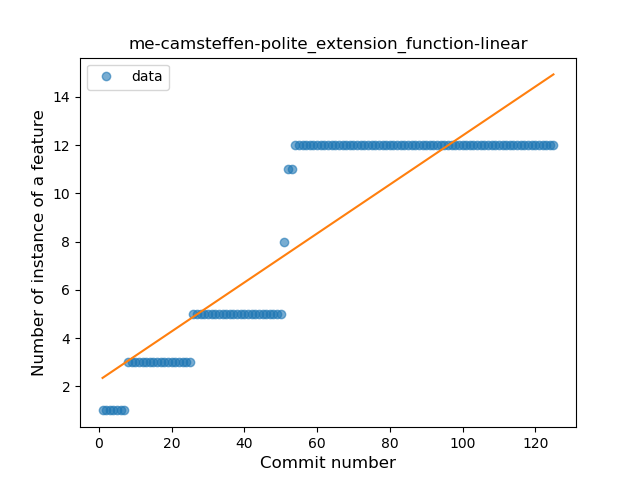 me-camsteffen-polite_extension_function-linear
data
14
12
10
8
6
4
2
Number of instance of a feature
0 20 40 60 80 100 120
Commit number